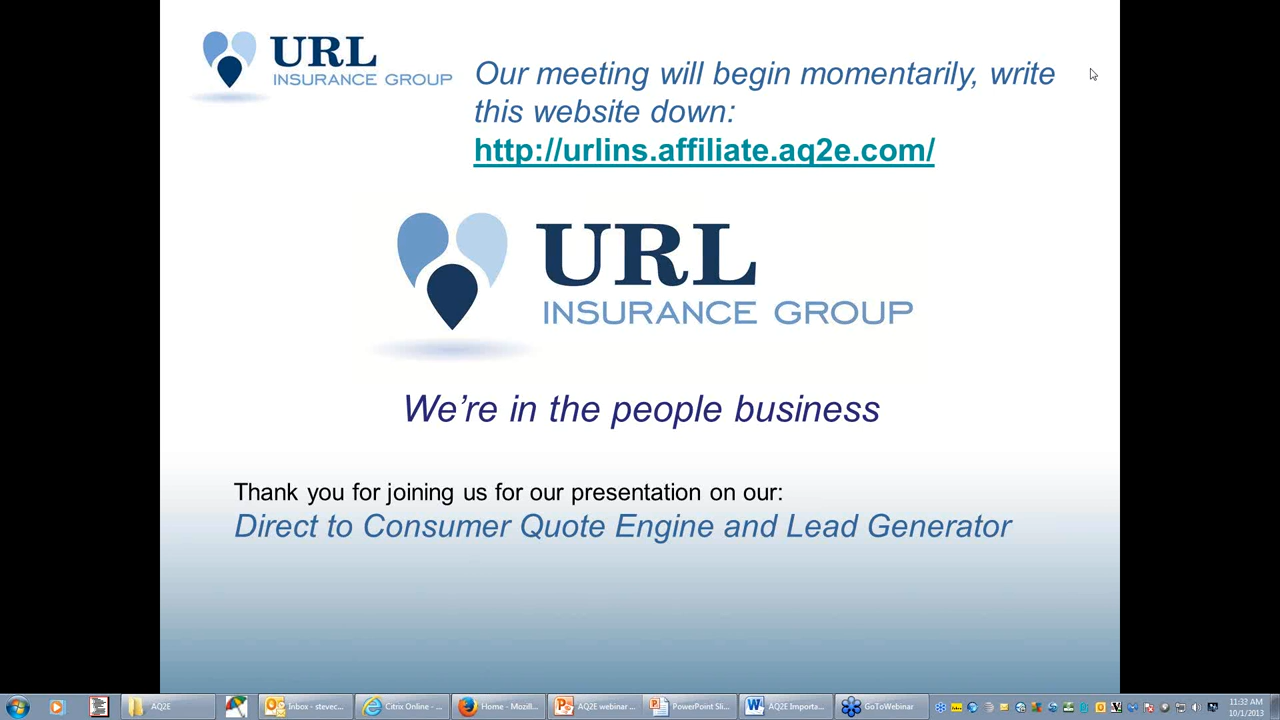 URL
INSURANCE GROUP
Our meeting will begin momentarily, write
this website down:
http://urlins.affiliate.aq2e.com/
URL
INSURANCE GROUP
We're in the people business
Thank you for joining us for our presentation on our:
Direct to Consumer Quote Engine and Lead Generator
AQ2E
Inbox - stevec...
Citrix Online - ...
Home - Mozill...
AQ2E webinar ...
PowerPoint Sli...
AQ2E Importa...
GoToWebinar
11:32 AM
10/1/2013